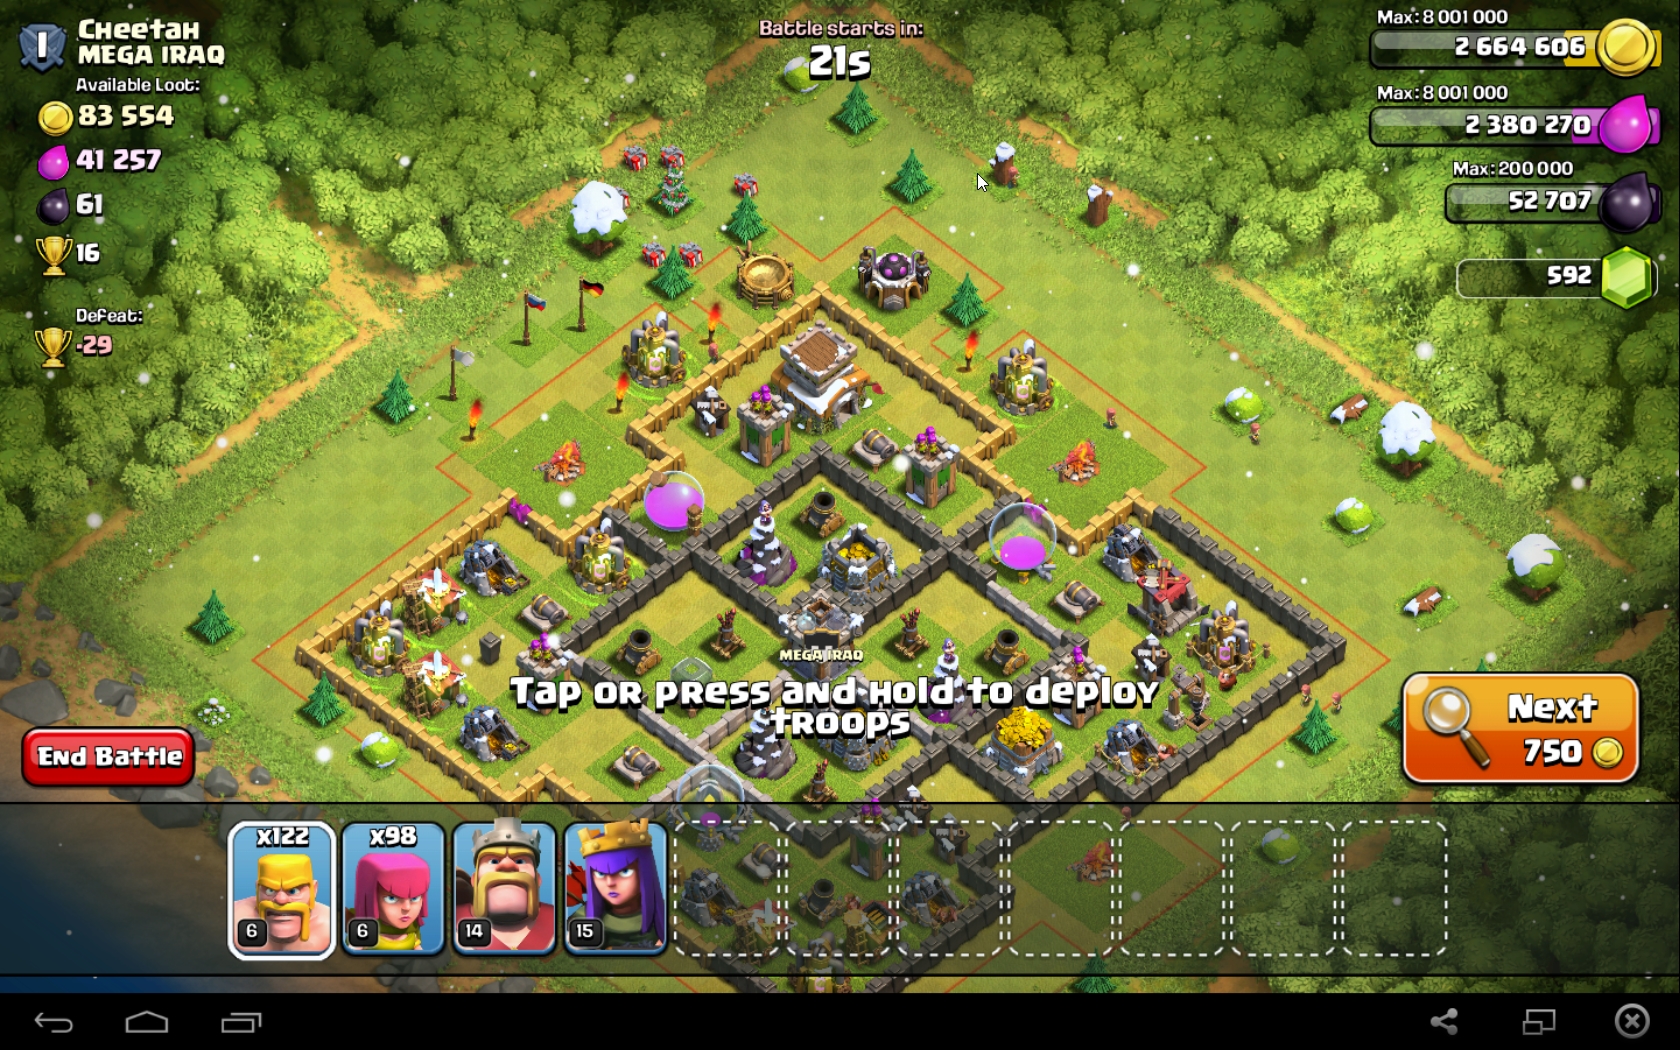 Cheetah
MEGA IRAQ
Available Loot:
83 554
41 257
61
16
Defeat:
-29
Battle starts in:
21s
Max: 8 001 000
2 664 606
Max: 8 001 000
2 380 270
Max: 200 000
52 707
592
MEGA IRAQ
Tap or press and hold to deploy
troops
End Battle
Next
750
x122
x98
6
6
14
15